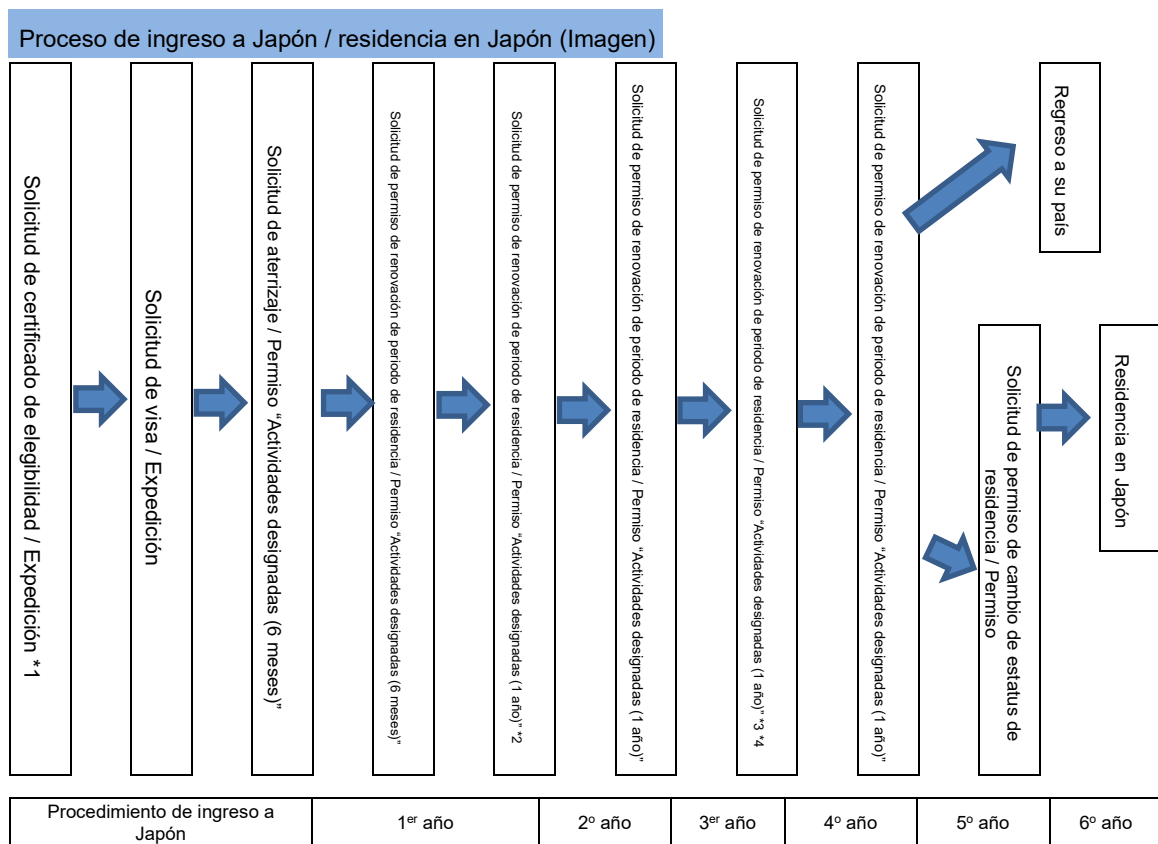 Proceso de ingreso a Japón / residencia en Japón (Imagen)
Solicitud de certificado de elegibilidad / Expedición *1
Solicitud de visa / Expedición
Solicitud de aterrizaje / Permiso “Actividades designadas (6 meses)”
Solicitud de permiso de renovación de periodo de residencia / Permiso “Actividades designadas (6 meses)”
Solicitud de permiso de renovación de periodo de residencia / Permiso “Actividades designadas (1 año)” *2
Solicitud de permiso de renovación de periodo de residencia / Permiso “Actividades designadas (1 año)”
Solicitud de permiso de renovación de periodo de residencia / Permiso “Actividades designadas (1 año)” *3 *4
Solicitud de permiso de renovación de periodo de residencia / Permiso “Actividades designadas (1 año)”
Regreso a su país
Solicitud de permiso de cambio de estatus de
residencia / Permiso
Residencia en Japón
Procedimiento de ingreso a
Japón
1er año
2º año
3er año
4º año
5º año
6º año